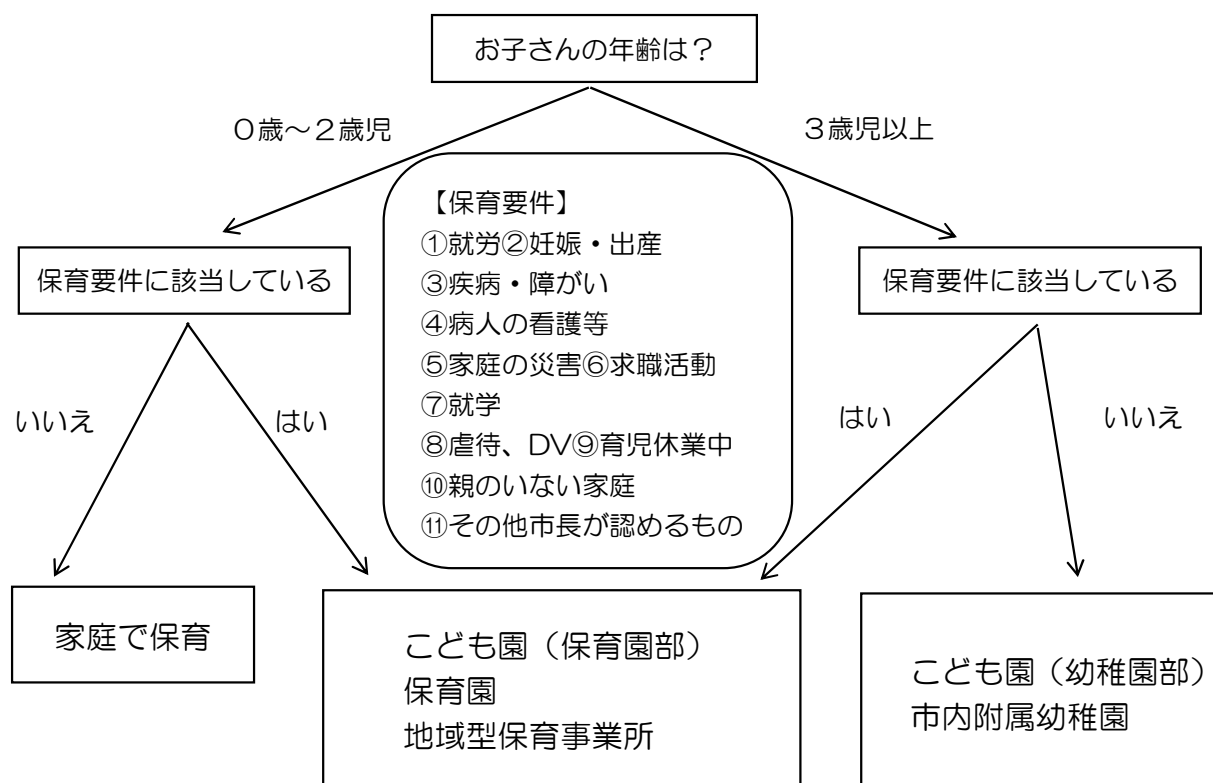 お子さんの年齢は？
０歳～２歳児
３歳児以上
【保育要件】
①就労②妊娠・出産
③疾病・障がい
④病人の看護等
⑤家庭の災害⑥求職活動
⑦就学
⑧虐待、DV⑨育児休業中
⑩親のいない家庭
⑪その他市長が認めるもの
保育要件に該当している
保育要件に該当している
いいえ
はい
はい
いいえ
家庭で保育
こども園（保育園部）
保育園
地域型保育事業所
こども園（幼稚園部）
市内附属幼稚園